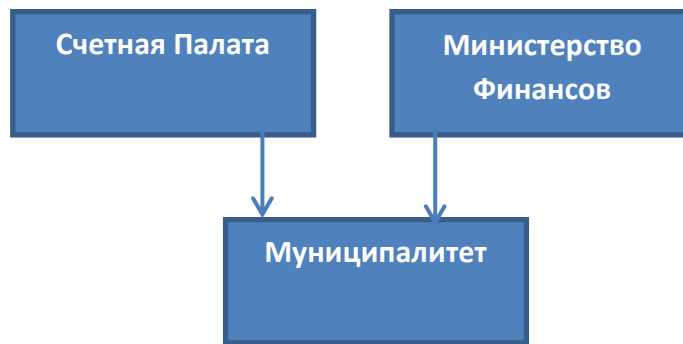 Счетная Палата
Министерство
Финансов
Муниципалитет